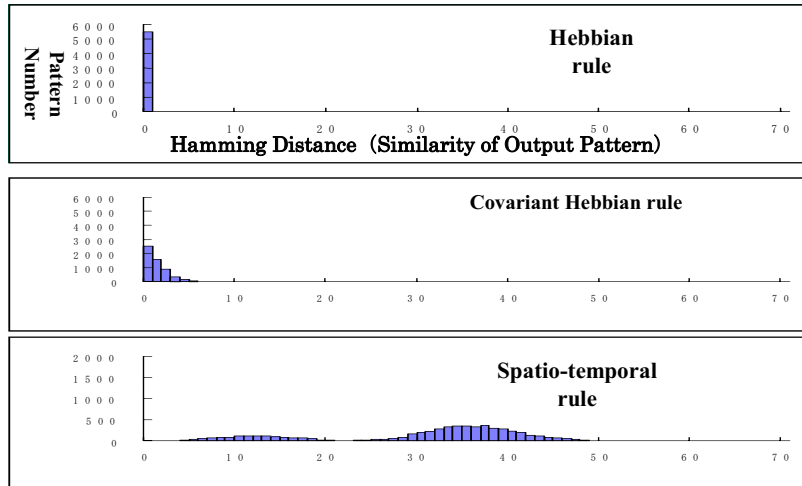 6000
5000
4000
3000
2000
1000
0
Pattern
Number
Hebbian
rule
0 10 20 30 40 50 60 70
Hamming Distance (Similarity of Output Pattern)
6000
5000
4000
3000
2000
1000
0
Covariant Hebbian rule
0 10 20 30 40 50 60 70
2000
1500
1000
500
0
Spatio-temporal
rule
0 10 20 30 40 50 60 70